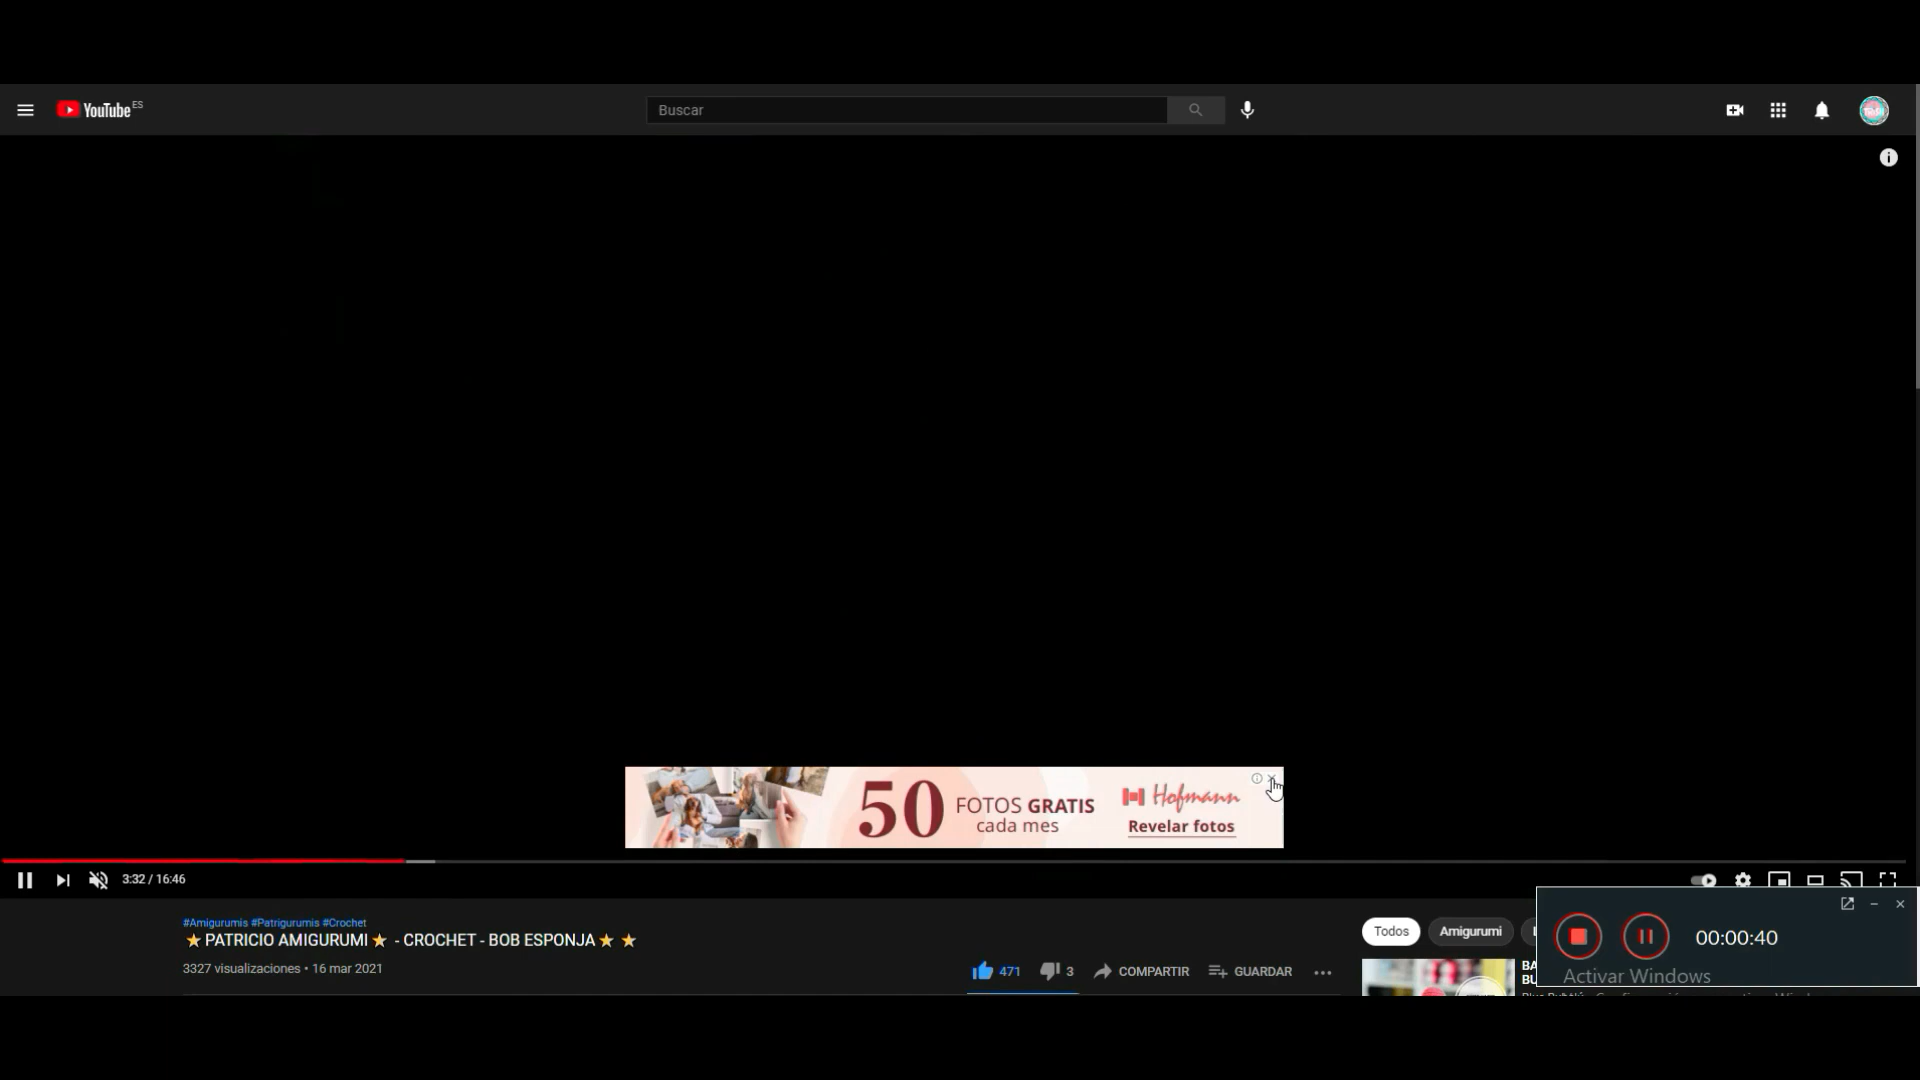 YouTube ES
Buscar
50 FOTOS GRATIS cada mes
Hofmann
Revelar fotos
3:32 / 16:46
#Amigurumis #Patrigurumis #Crochet
PATRICIO AMIGURUMI - CROCHET - BOB ESPONJA
3327 visualizaciones • 16 mar 2021
471
3
COMPARTIR
GUARDAR
Todos
Amigurumi
00:00:40
Activar Windows